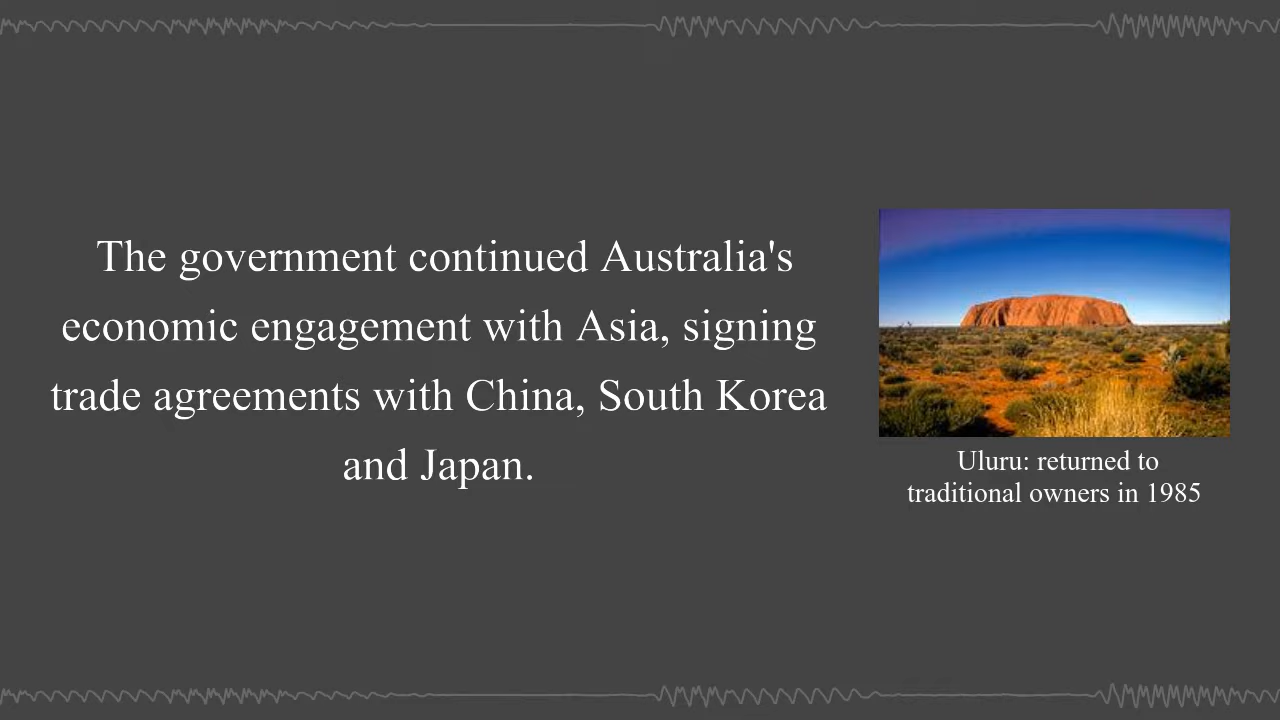 The government continued Australia's
economic engagement with Asia, signing
trade agreements with China, South Korea
and Japan.
Uluru: returned to
traditional owners in 1985